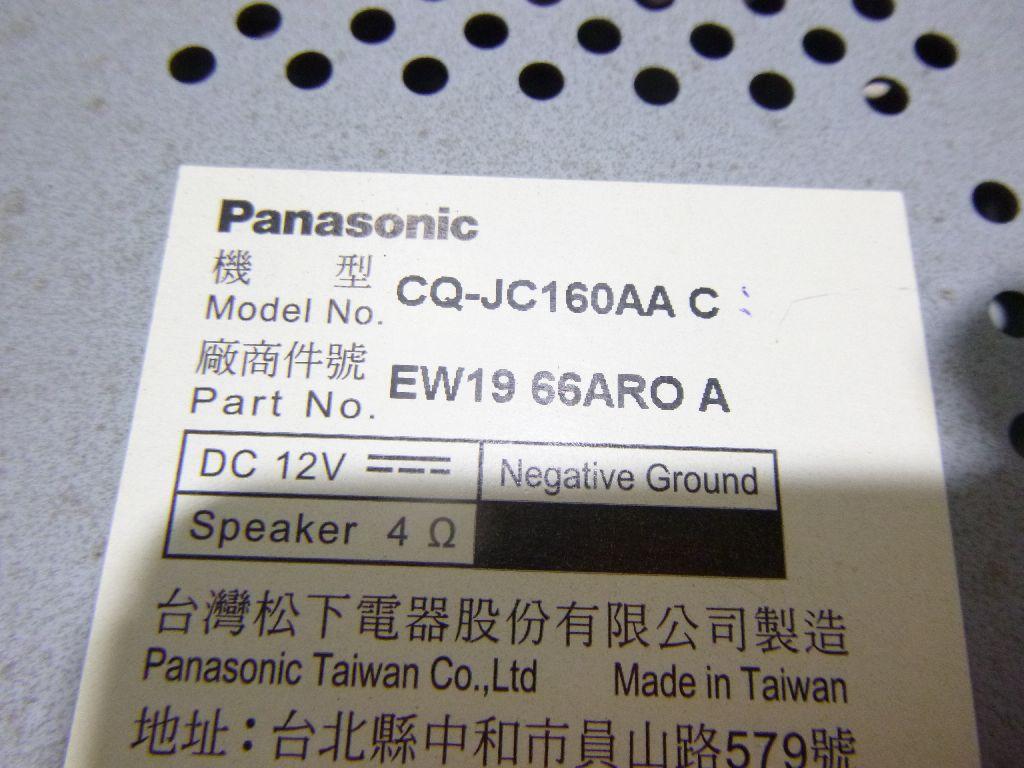 Panasonic
機 型
Model No. CQ-JC160AA C
廠商件號
Part No. EW19 66ARO A
DC 12V Negative Ground
Speaker 4 Ω
台灣松下電器股份有限公司製造
Panasonic Taiwan Co.,Ltd Made in Taiwan
地址：台北縣中和市員山路579號